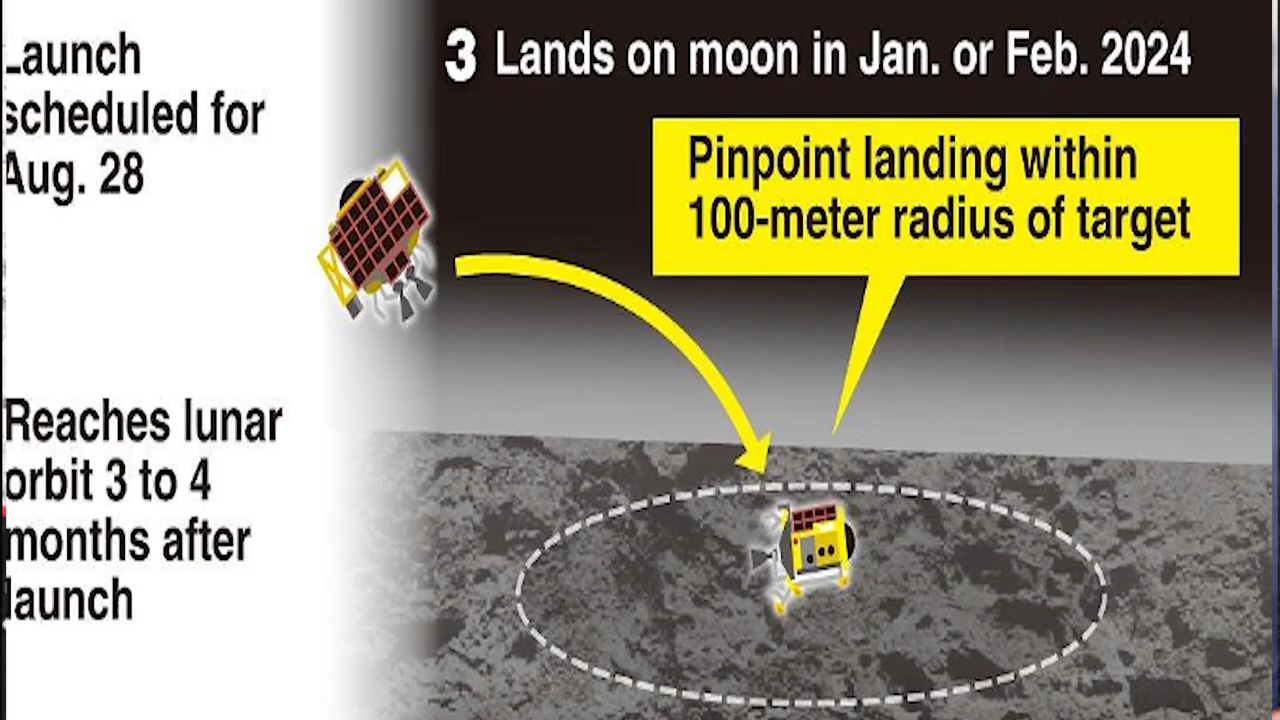 Launch
scheduled for
Aug. 28
Reaches lunar
orbit 3 to 4
months after
launch
3 Lands on moon in Jan. or Feb. 2024
Pinpoint landing within
100-meter radius of target